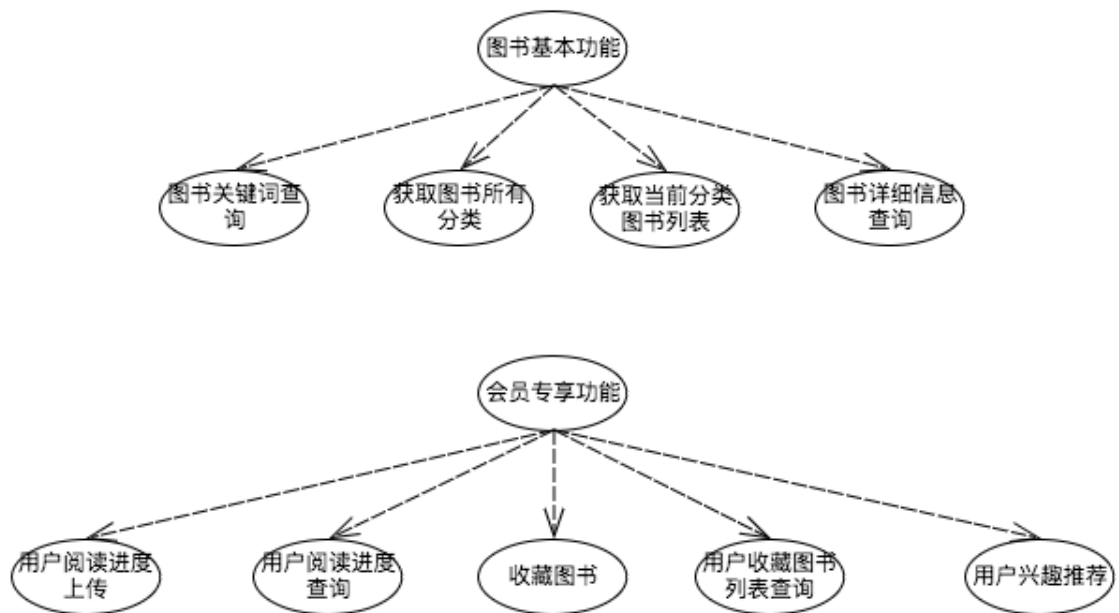 图书基本功能
图书关键词查
询
获取图书所有
分类
获取当前分类
图书列表
图书详细信息
查询
会员专享功能
用户阅读进度
上传
用户阅读进度
查询
收藏图书
用户收藏图书
列表查询
用户兴趣推荐